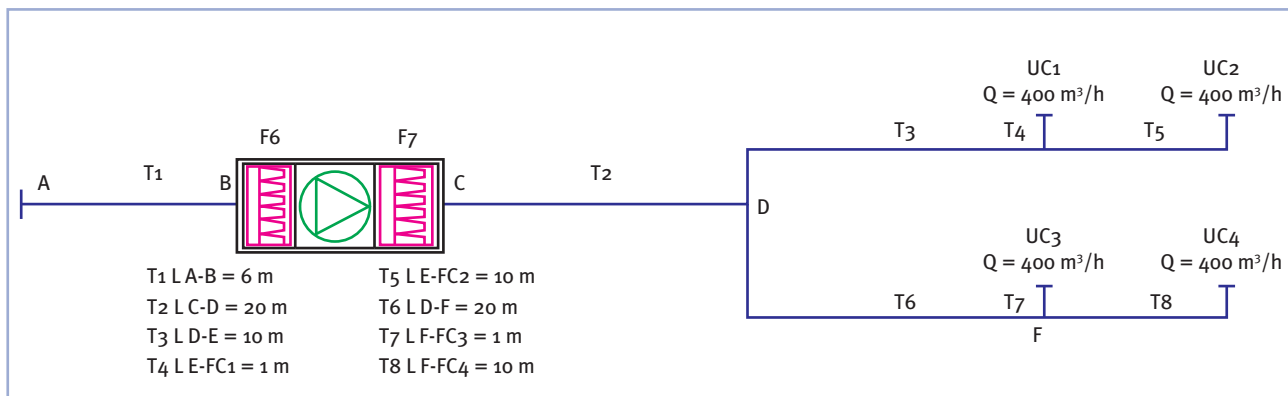 UC1
Q = 400 m³/h
UC2
Q = 400 m³/h
F6
F7
T3
T4
T5
T1
T2
A
B
C
D
UC3
Q = 400 m³/h
UC4
Q = 400 m³/h
T6
T7
T8
F
T1 L A-B = 6 m
T2 L C-D = 20 m
T3 L D-E = 10 m
T4 L E-FC1 = 1 m
T5 L E-FC2 = 10 m
T6 L D-F = 20 m
T7 L F-FC3 = 1 m
T8 L F-FC4 = 10 m